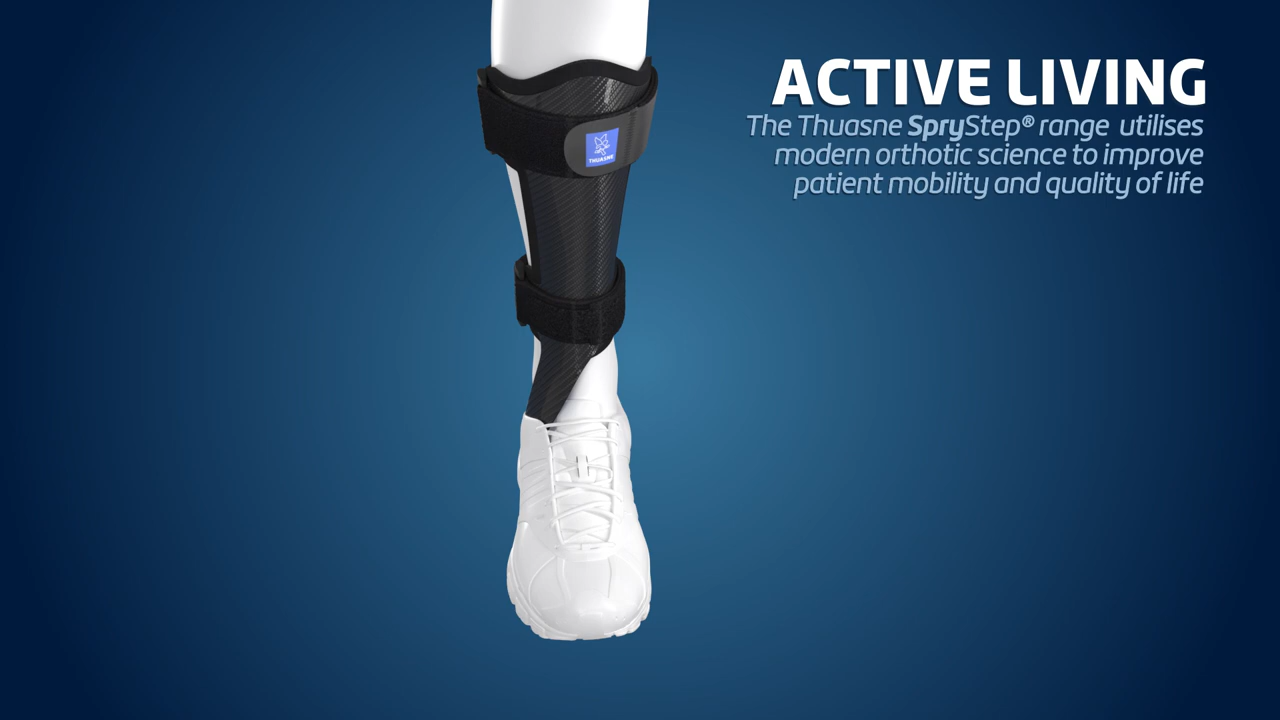 ACTIVE LIVING
The Thuasne SpryStep® range utilises
modern orthotic science to improve
patient mobility and quality of life
THUASNE